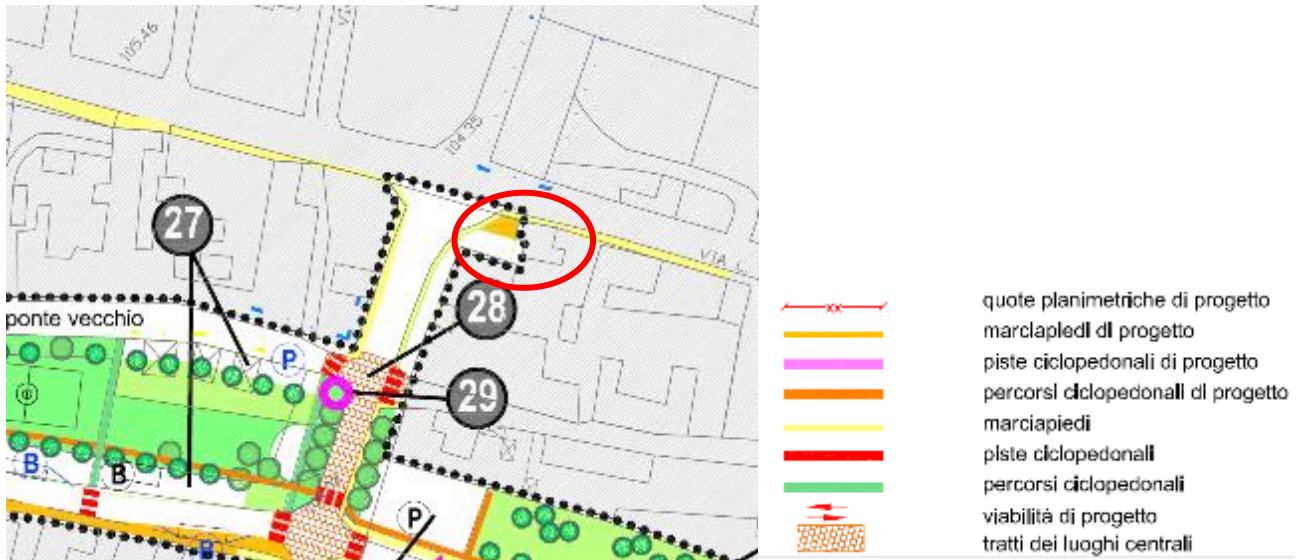 105.46
104.35
27
VIA
28
ponte vecchio
P
29
B
B
P
B
quote planimetriche di progetto
marciapiedi di progetto
piste ciclopedonali di progetto
percorsi ciclopedonali di progetto
marciapiedi
piste ciclopedonali
percorsi ciclopedonali
viabilità di progetto
tratti dei luoghi centrali